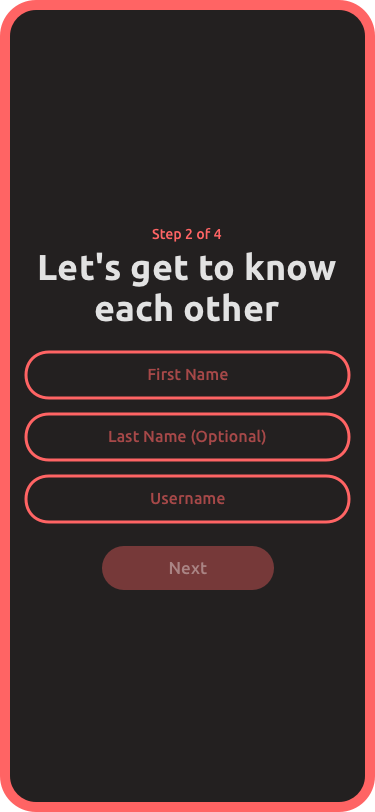 Step 2 of 4
Let's get to know
each other
First Name
Last Name (Optional)
Username
Next